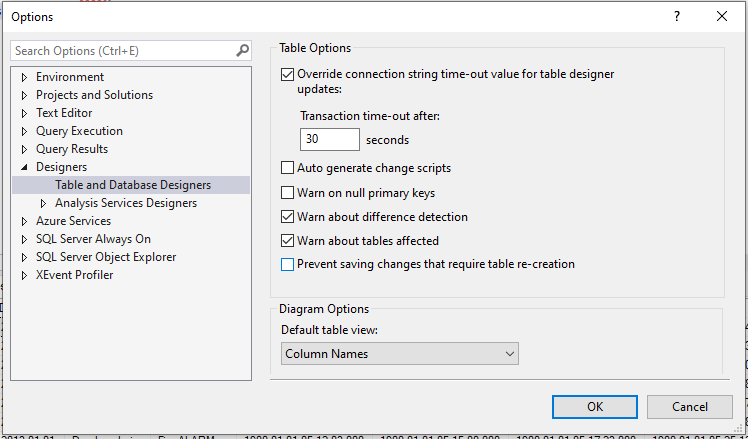 Options
?
Search Options (Ctrl+E)
Environment
Projects and Solutions
Text Editor
Query Execution
Query Results
Designers
Table and Database Designers
Analysis Services Designers
Azure Services
SQL Server Always On
SQL Server Object Explorer
XEvent Profiler
Table Options
Override connection string time-out value for table designer
updates:
Transaction time-out after:
30 seconds
Auto generate change scripts
Warn on null primary keys
Warn about difference detection
Warn about tables affected
Prevent saving changes that require table re-creation
Diagram Options
Default table view:
Column Names
OK
Cancel